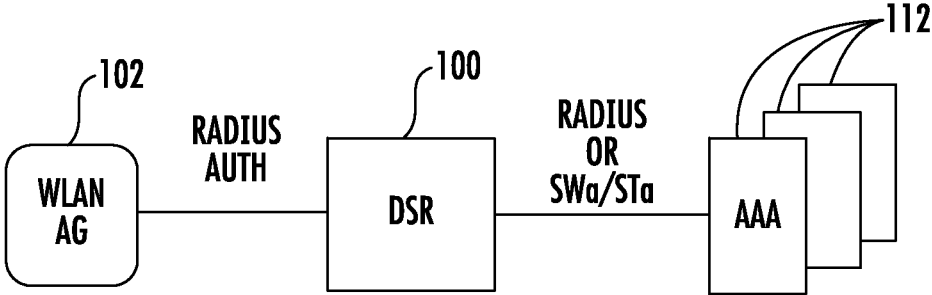 102
100
112
RADIUS
AUTH
RADIUS
OR
SWa/STa
WLAN
AG
DSR
AAA